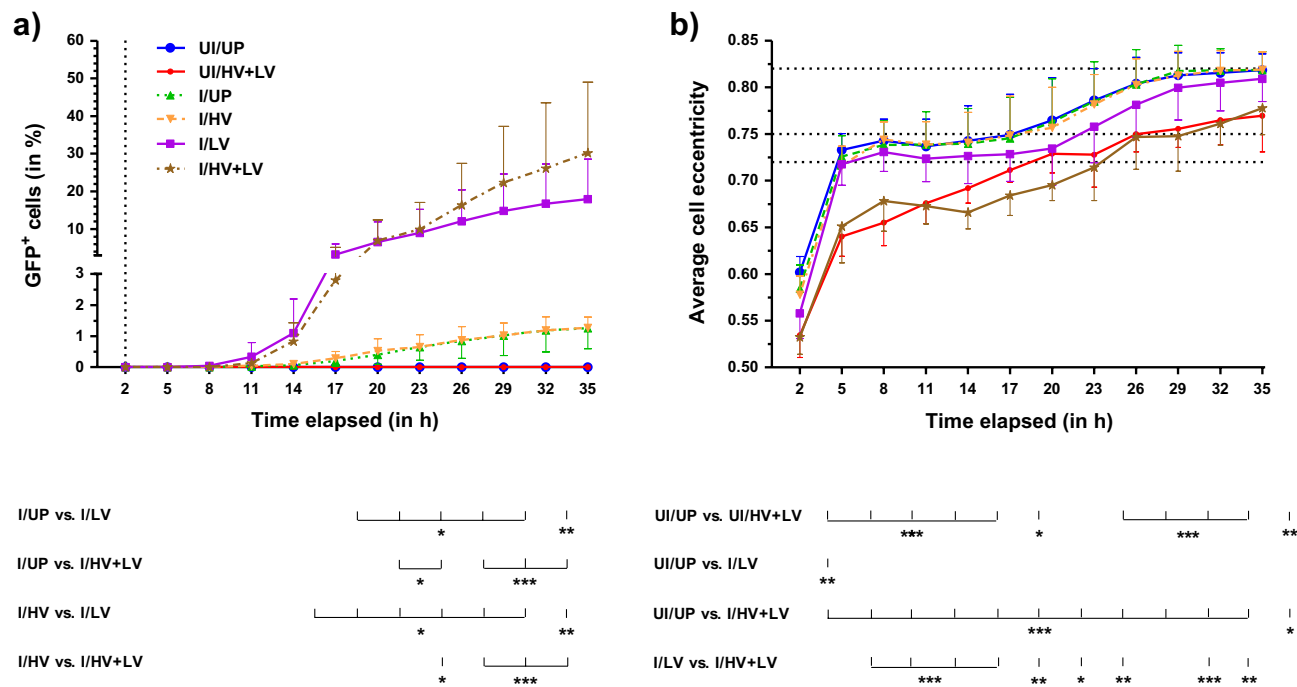 a)
GFP+ cells (in %)
60
50
40
30
20
10
3
2
1
0
UI/UP
UI/HV+LV
I/UP
I/HV
I/LV
I/HV+LV
2 5 8 11 14 17 20 23 26 29 32 35
Time elapsed (in h)
b)
Average cell eccentricity
0.85
0.80
0.75
0.70
0.65
0.60
0.55
0.50
2 5 8 11 14 17 20 23 26 29 32 35
Time elapsed (in h)
I/UP vs. I/LV
* **
I/UP vs. I/HV+LV
* ***
I/HV vs. I/LV
* **
I/HV vs. I/HV+LV
* ***
UI/UP vs. UI/HV+LV
*** * *** **
UI/UP vs. I/LV
**
UI/UP vs. I/HV+LV
*** *
I/LV vs. I/HV+LV
*** ** * ** *** **